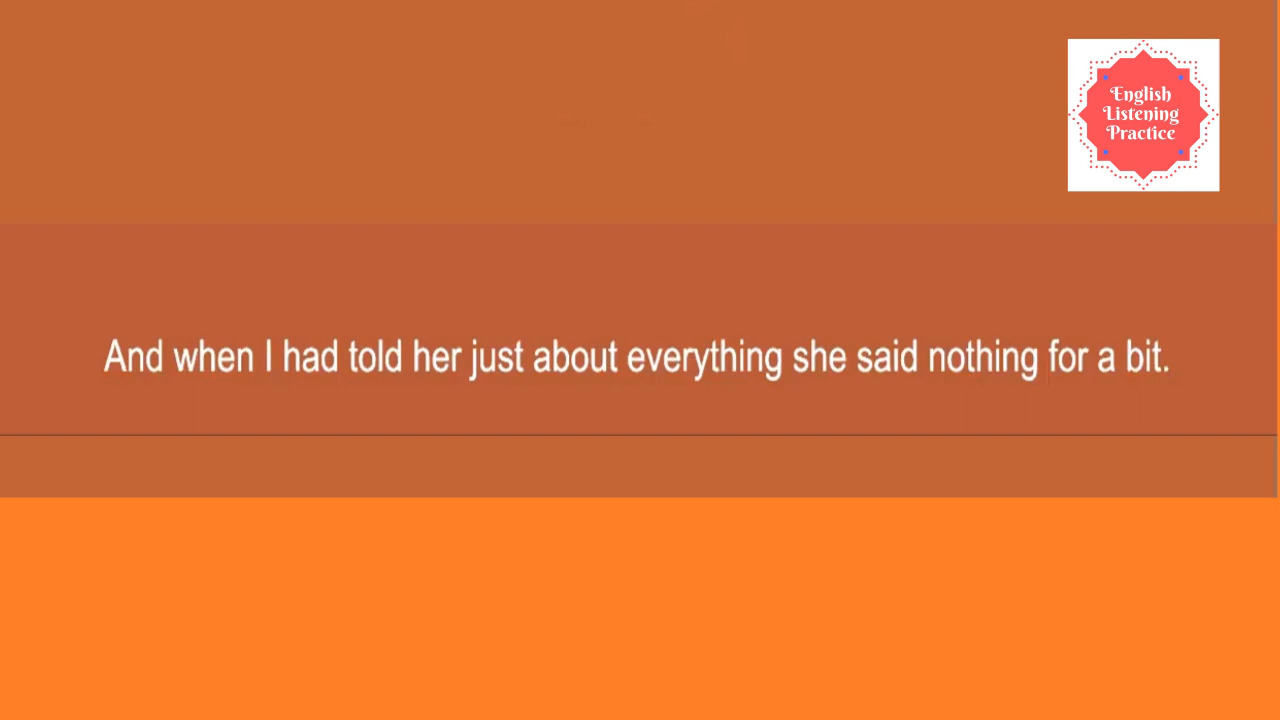 English
Listening
Practice
And when I had told her just about everything she said nothing for a bit.